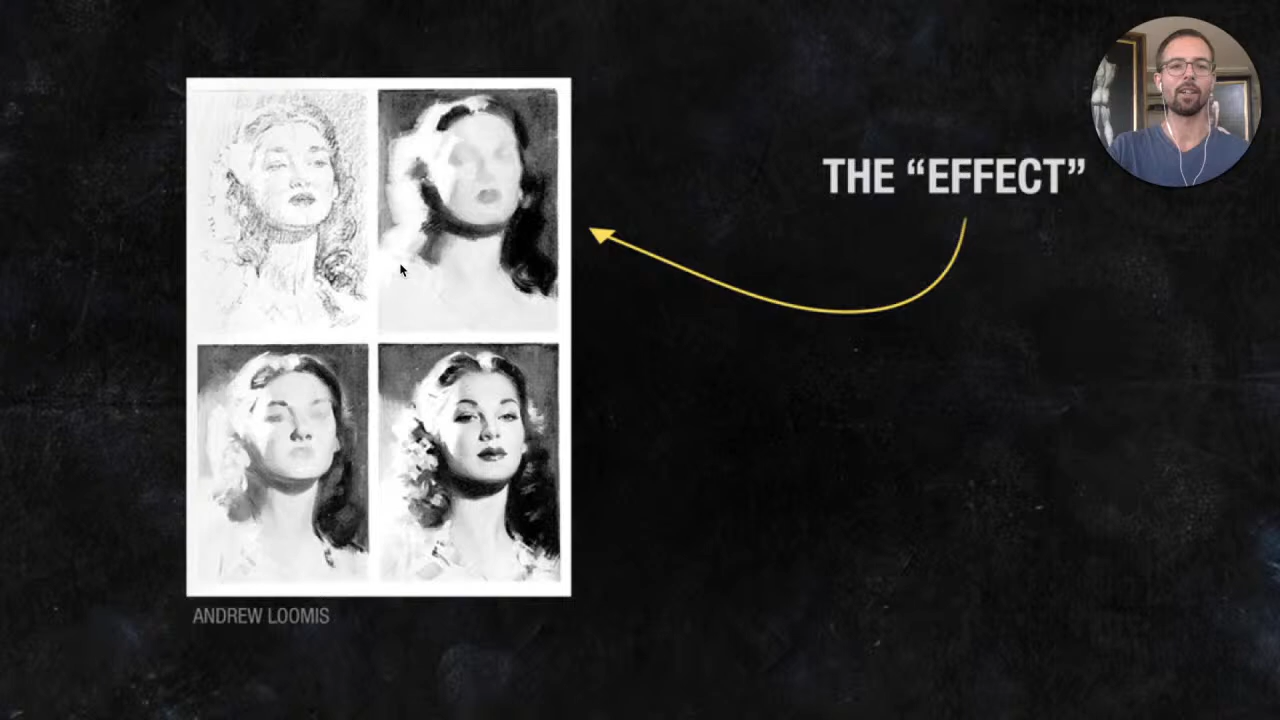 THE “EFFECT”
ANDREW LOOMIS